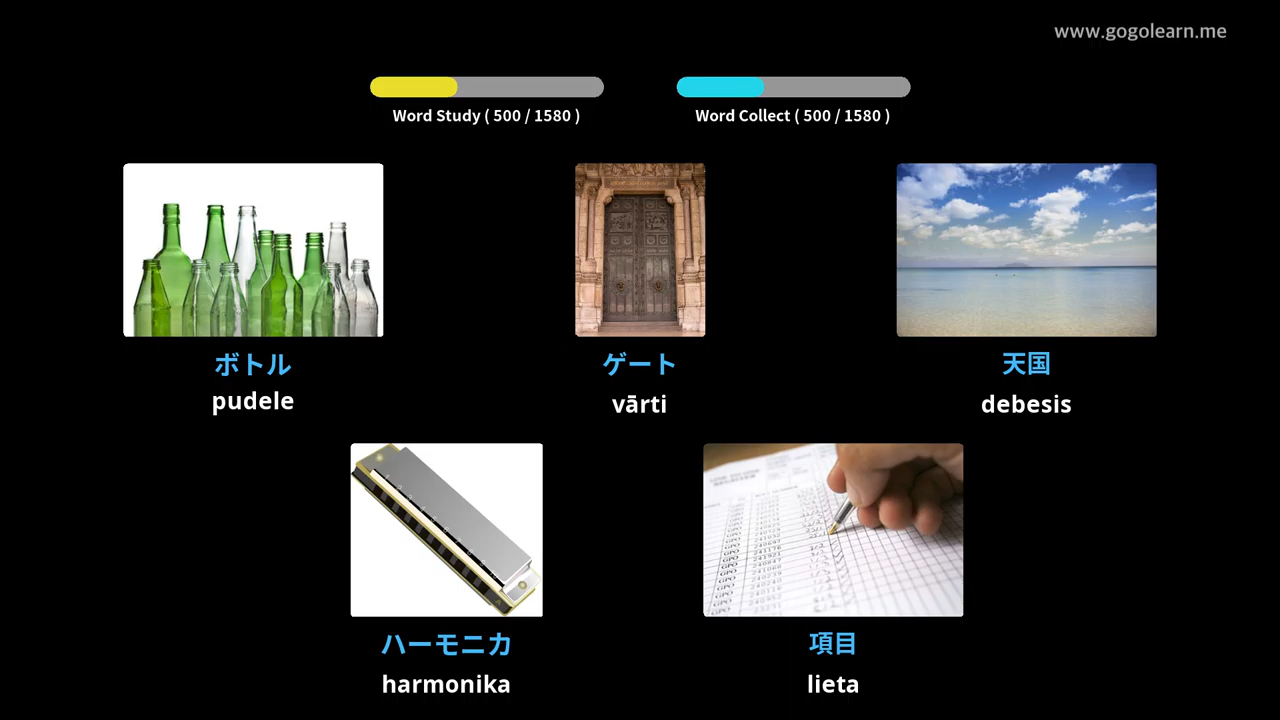 www.gogolearn.me
Word Study ( 500 / 1580 )
Word Collect ( 500 / 1580 )
ボトル
pudele
ゲート
vārti
天国
debesis
ハーモニカ
harmonika
項目
lieta